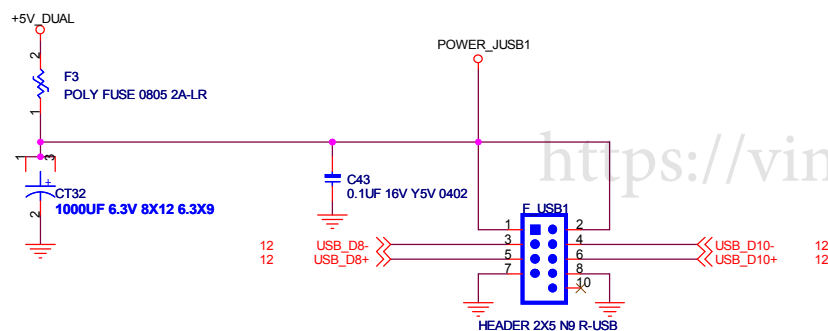 +5V_DUAL
POWER_JUSB1
2
F3
POLY FUSE 0805 2A-LR
1
https://vin
1
3
+
CT32
1000UF 6.3V 8X12 6.3X9
2
C43
0.1UF 16V Y5V 0402
F_USB1
1
2
12
USB_D8-
3
4
USB_D10-
12
12
USB_D8+
5
6
USB_D10+
12
7
8
10
HEADER 2X5 N9 R-USB